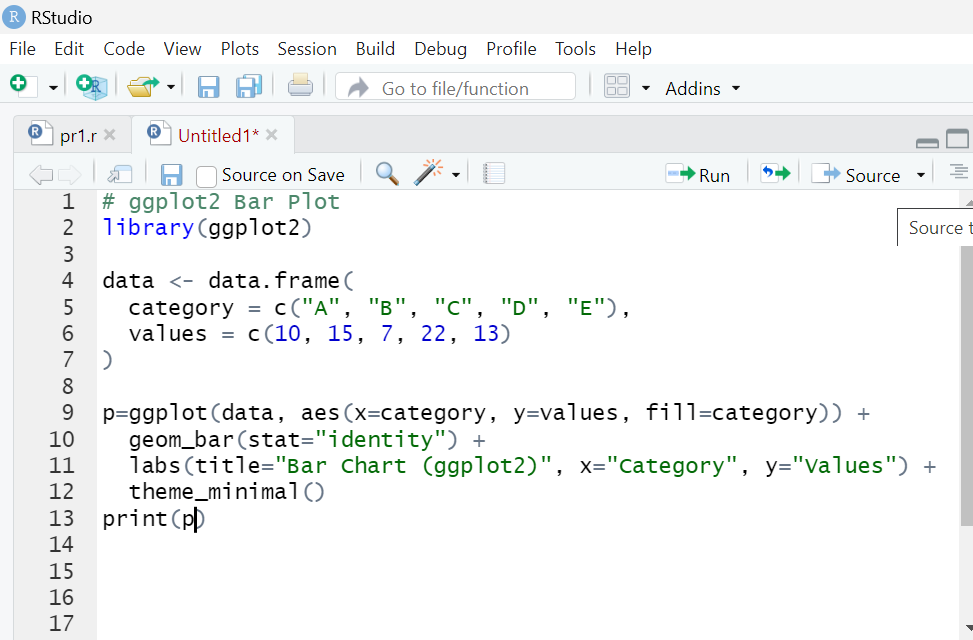 R RStudio
File Edit Code View Plots Session Build Debug Profile Tools Help
R Go to file/function Addins
R pr1.r R Untitled1*
Source on Save Run Source
1 # ggplot2 Bar Plot
2 library(ggplot2) Source t
3
4 data <- data.frame(
5   category = c("A", "B", "C", "D", "E"),
6   values = c(10, 15, 7, 22, 13)
7 )
8
9 p=ggplot(data, aes(x=category, y=values, fill=category)) +
10   geom_bar(stat="identity") +
11   labs(title="Bar Chart (ggplot2)", x="Category", y="Values") +
12   theme_minimal()
13 print(p)
14
15
16
17